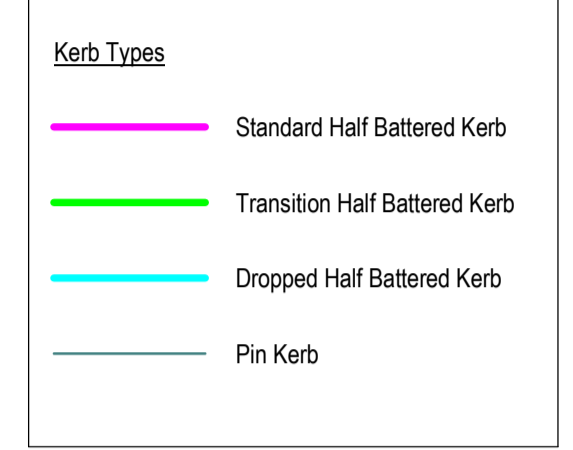 Kerb Types
Standard Half Battered Kerb
Transition Half Battered Kerb
Dropped Half Battered Kerb
Pin Kerb